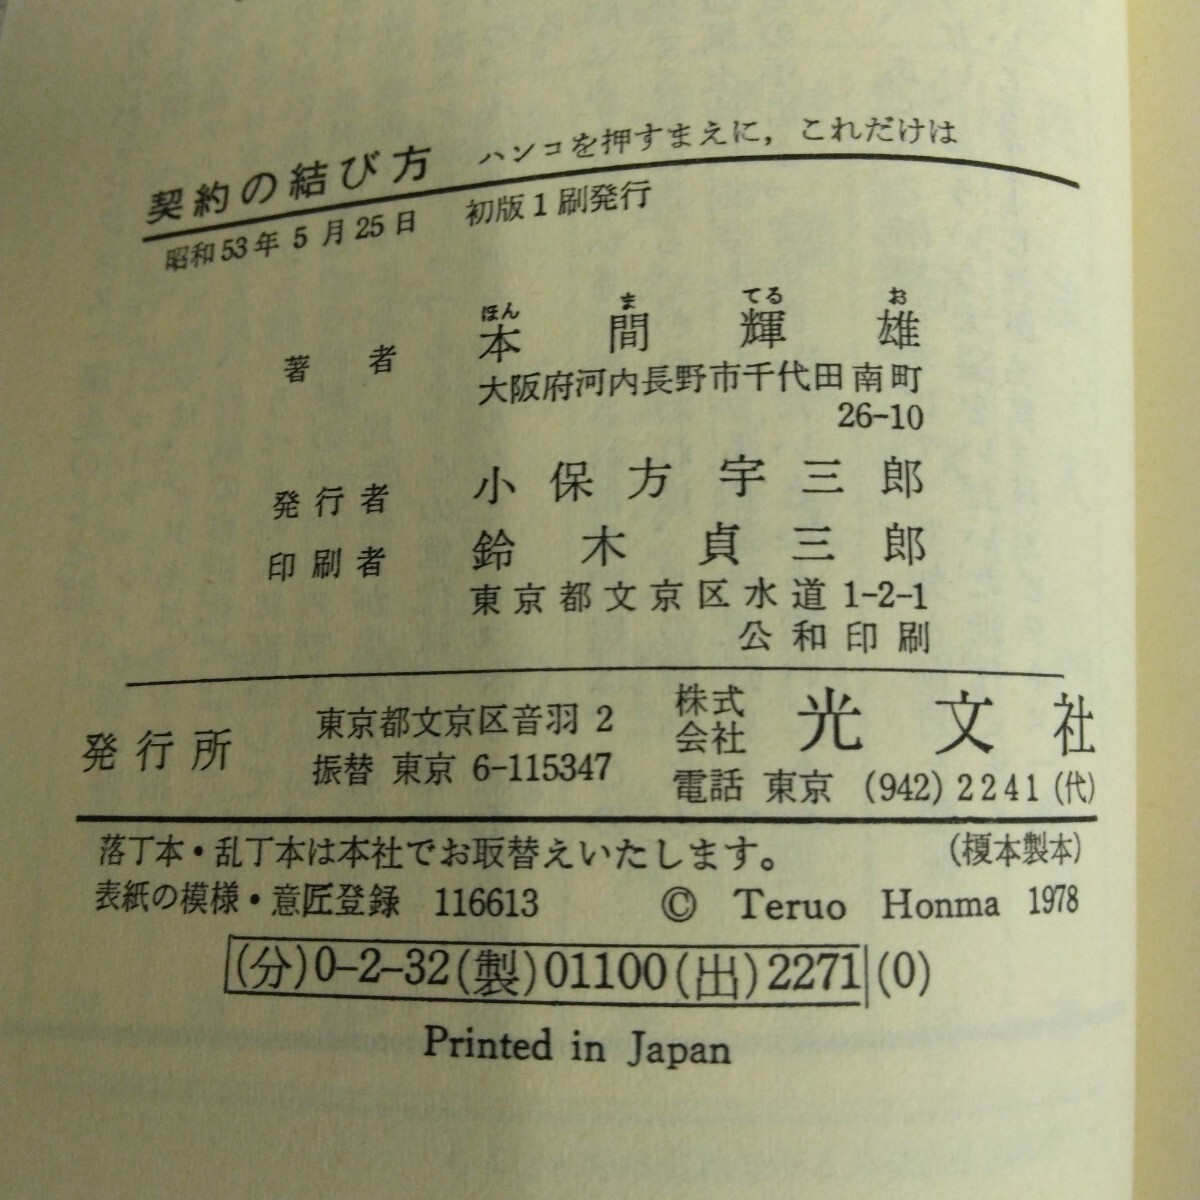 契約の結び方 ハンコを押すまえに，これだけは
昭和53年5月25日 初版1刷発行
ほん ま てる お
著者 本間輝雄
大阪府河内長野市千代田南町
26-10
発行者 小保方宇三郎
印刷者 鈴木貞三郎
東京都文京区水道1-2-1
公和印刷
発行所 東京都文京区音羽2 株式会社 光文社
振替 東京 6-115347 電話 東京 (942) 2241 (代)
落丁本・乱丁本は本社でお取替えいたします。 (榎本製本)
表紙の模様・意匠登録 116613 © Teruo Honma 1978
(分)0-2-32(製)01100(出)2271(0)
Printed in Japan